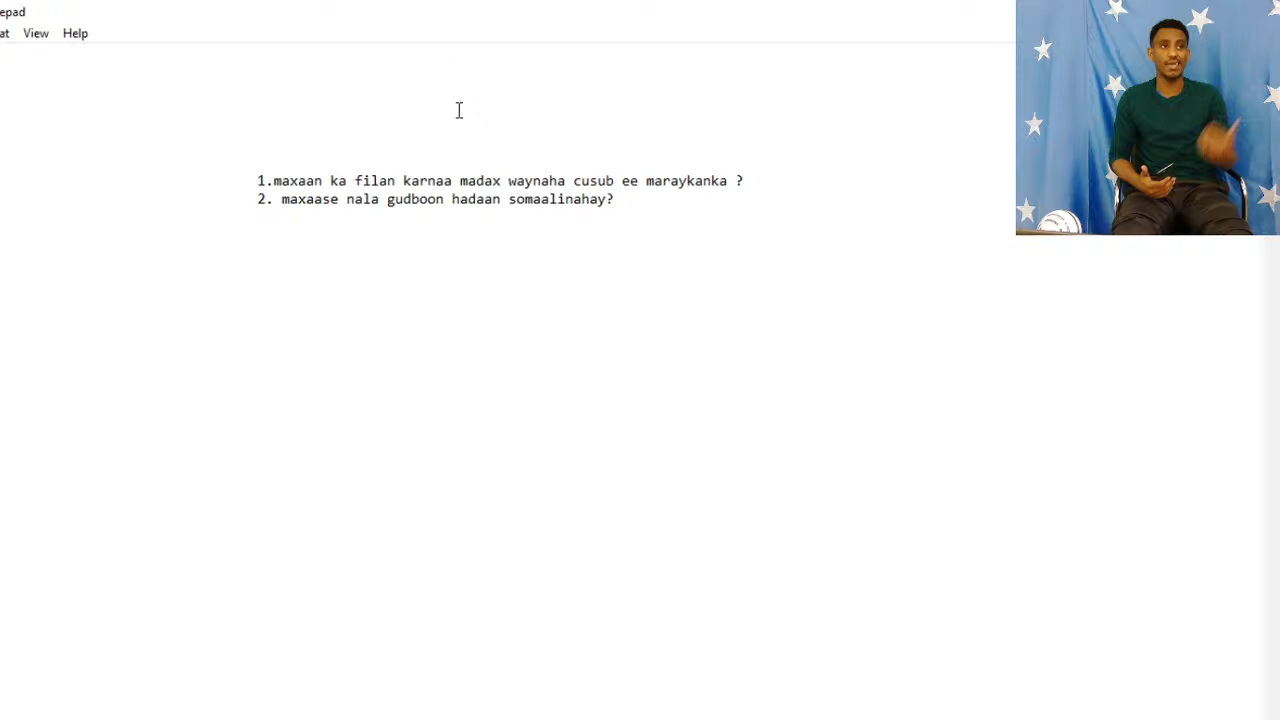 epad
at View Help
1.maxaan ka filan karnaa madax waynaha cusub ee maraykanka ?
2. maxaase nala gudboon hadaan somaalinahay?